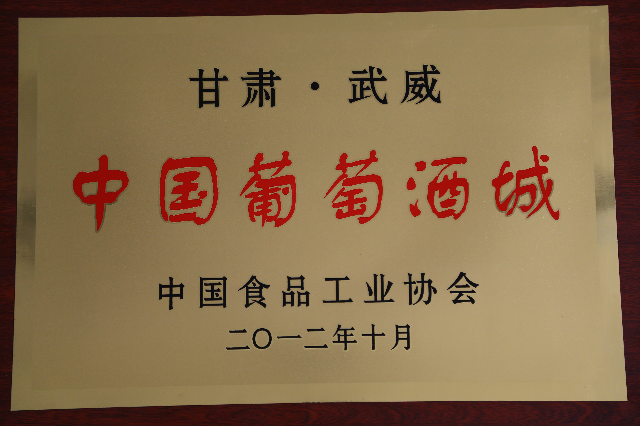 甘肃·武威
中国葡萄酒城
中国食品工业协会
二〇一二年十月